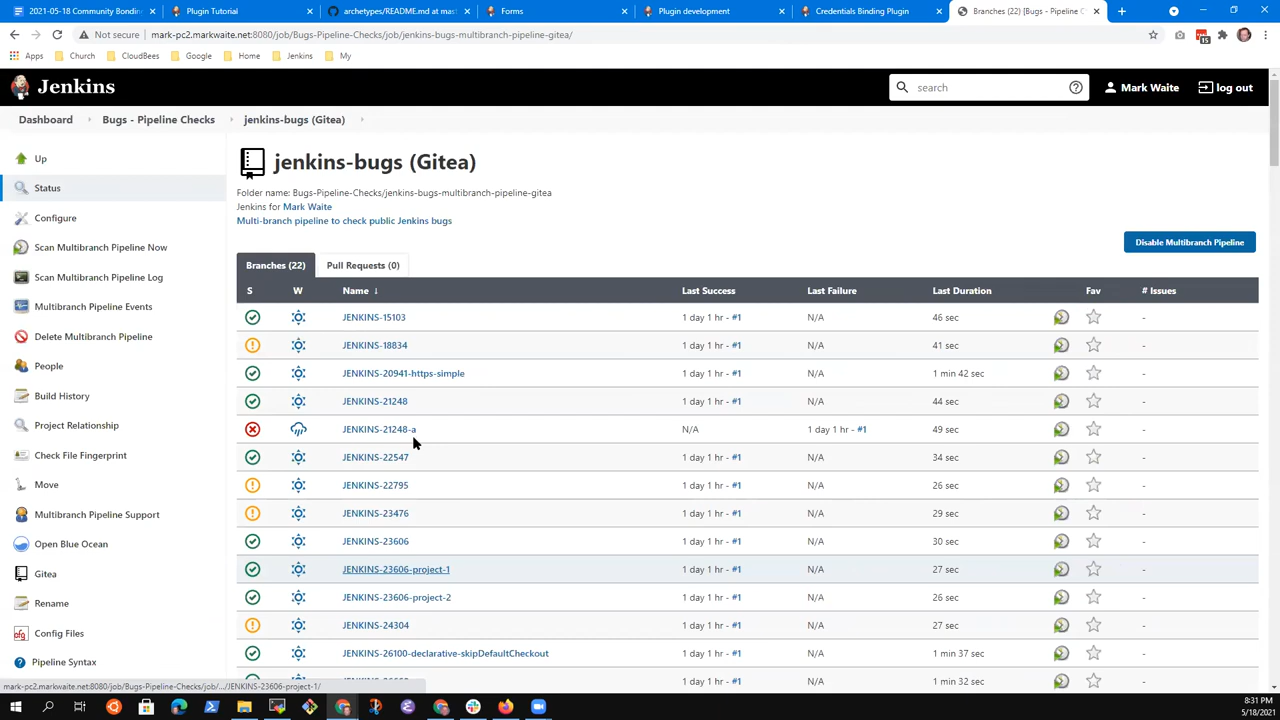 2021-05-18 Community Bondin
Plugin Tutorial
archetypes/README.md at mas
Forms
Plugin development
Credentials Binding Plugin
Branches (22) [Bugs - Pipeline C
Not secure
mark-pc2.markwaite.net:8080/job/Bugs-Pipeline-Checks/job/jenkins-bugs-multibranch-pipeline-gitea/
15
Apps
Church
CloudBees
Google
Home
Jenkins
My
Jenkins
search
Mark Waite
log out
Dashboard
Bugs - Pipeline Checks
jenkins-bugs (Gitea)
Up
Status
Configure
Scan Multibranch Pipeline Now
Scan Multibranch Pipeline Log
Multibranch Pipeline Events
Delete Multibranch Pipeline
People
Build History
Project Relationship
Check File Fingerprint
Move
Multibranch Pipeline Support
Open Blue Ocean
Gitea
Rename
Config Files
Pipeline Syntax
jenkins-bugs (Gitea)
Folder name: Bugs-Pipeline-Checks/jenkins-bugs-multibranch-pipeline-gitea
Jenkins for Mark Waite
Multi-branch pipeline to check public Jenkins bugs
Disable Multibranch Pipeline
Branches (22) Pull Requests (0)
S W Name ↓ Last Success Last Failure Last Duration Fav # Issues
JENKINS-15103 1 day 1 hr - #1 N/A 46 sec -
JENKINS-18834 1 day 1 hr - #1 N/A 41 sec -
JENKINS-20941-https-simple 1 day 1 hr - #1 N/A 1 min 42 sec -
JENKINS-21248 1 day 1 hr - #1 N/A 44 sec -
JENKINS-21248-a N/A 1 day 1 hr - #1 49 sec -
JENKINS-22547 1 day 1 hr - #1 N/A 34 sec -
JENKINS-22795 1 day 1 hr - #1 N/A 26 sec -
JENKINS-23476 1 day 1 hr - #1 N/A 29 sec -
JENKINS-23606 1 day 1 hr - #1 N/A 30 sec -
JENKINS-23606-project-1 1 day 1 hr - #1 N/A 27 sec -
JENKINS-23606-project-2 1 day 1 hr - #1 N/A 26 sec -
JENKINS-24304 1 day 1 hr - #1 N/A 27 sec -
JENKINS-26100-declarative-skipDefaultCheckout 1 day 1 hr - #1 N/A 1 min 37 sec -
1 day 1 hr - #1 N/A 1 min 32 sec -
mark-pc2.markwaite.net:8080/job/Bugs-Pipeline-Checks/job/.../JENKINS-23606-project-1/
8:31 PM
5/18/2021